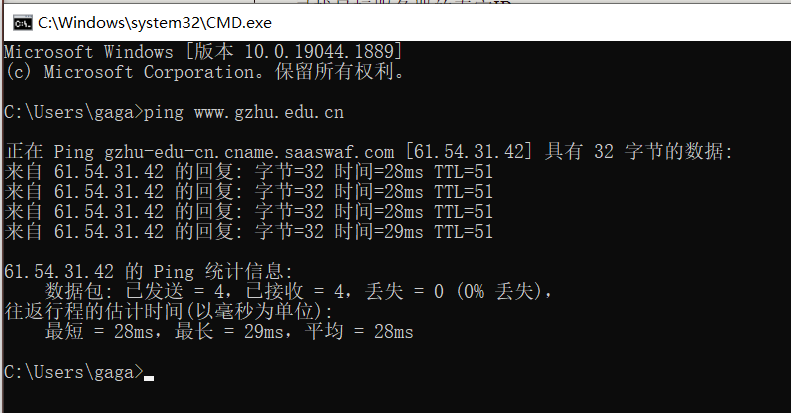 C:\Windows\system32\CMD.exe
Microsoft Windows [版本 10.0.19044.1889]
(c) Microsoft Corporation。保留所有权利。
C:\Users\gaga>ping www.gzhu.edu.cn
正在 Ping gzhu-edu-cn.cname.saaswaf.com [61.54.31.42] 具有 32 字节的数据:
来自 61.54.31.42 的回复: 字节=32 时间=28ms TTL=51
来自 61.54.31.42 的回复: 字节=32 时间=28ms TTL=51
来自 61.54.31.42 的回复: 字节=32 时间=28ms TTL=51
来自 61.54.31.42 的回复: 字节=32 时间=29ms TTL=51
61.54.31.42 的 Ping 统计信息:
数据包: 已发送 = 4，已接收 = 4，丢失 = 0 (0% 丢失)，
往返行程的估计时间(以毫秒为单位):
最短 = 28ms，最长 = 29ms，平均 = 28ms
C:\Users\gaga>